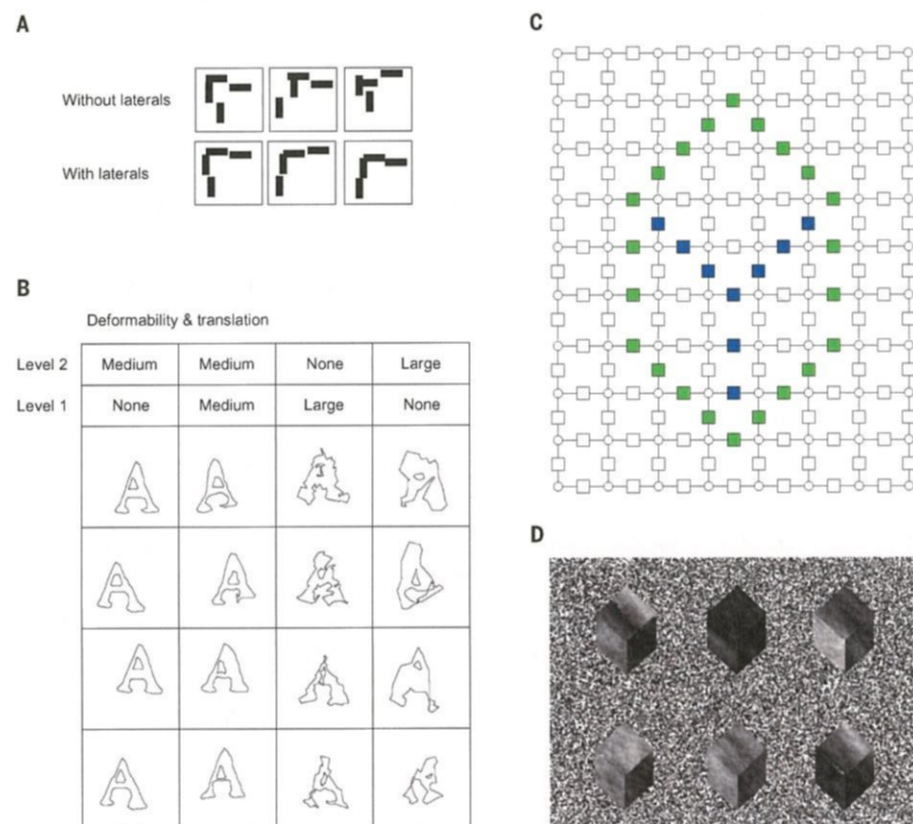 A
Without laterals
With laterals
B
Deformability & translation
Level 2 Medium Medium None Large
Level 1 None Medium Large None
A A A A
A A A A
A A A A
A A A A
C
D